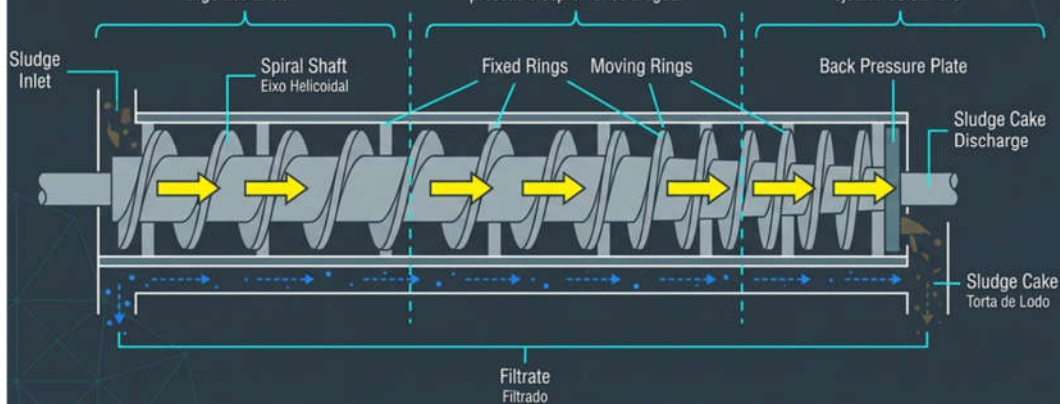 Sludge
Inlet
Spiral Shaft
Eixo Helicoidal
Fixed Rings
Moving Rings
Back Pressure Plate
Sludge Cake
Discharge
Sludge Cake
Torta de Lodo
Filtrate
Filtrado